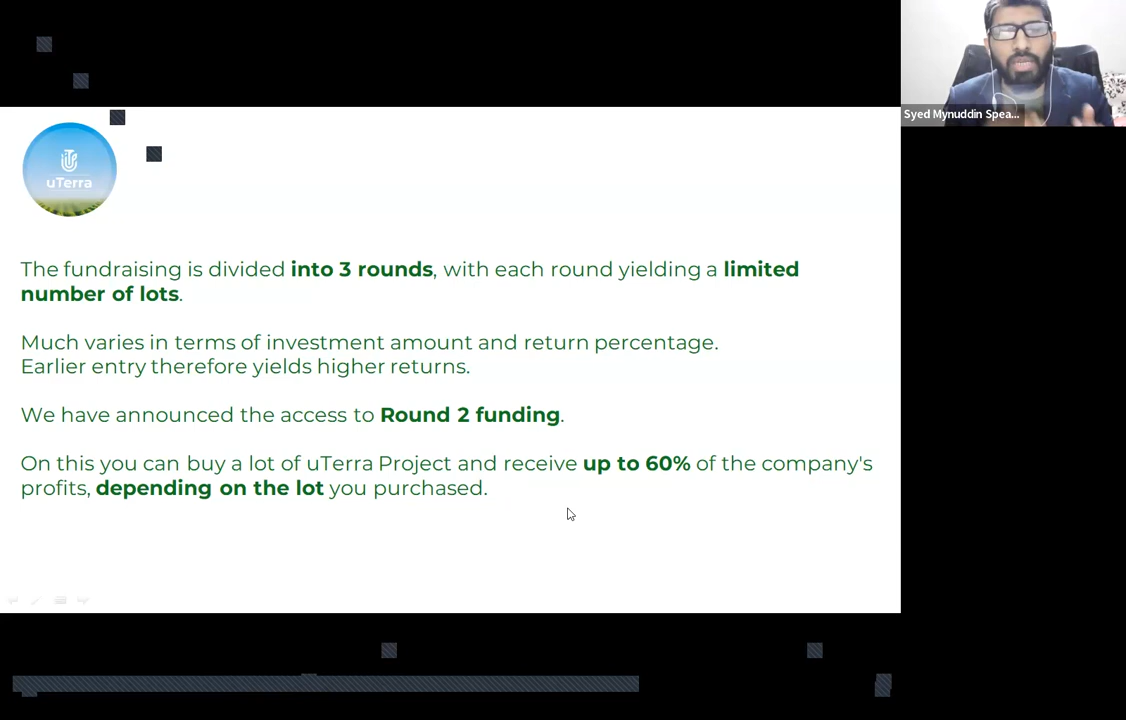 Syed Mynuddin Spea...
uTerra
The fundraising is divided into 3 rounds, with each round yielding a limited
number of lots.
Much varies in terms of investment amount and return percentage.
Earlier entry therefore yields higher returns.
We have announced the access to Round 2 funding.
On this you can buy a lot of uTerra Project and receive up to 60% of the company's
profits, depending on the lot you purchased.